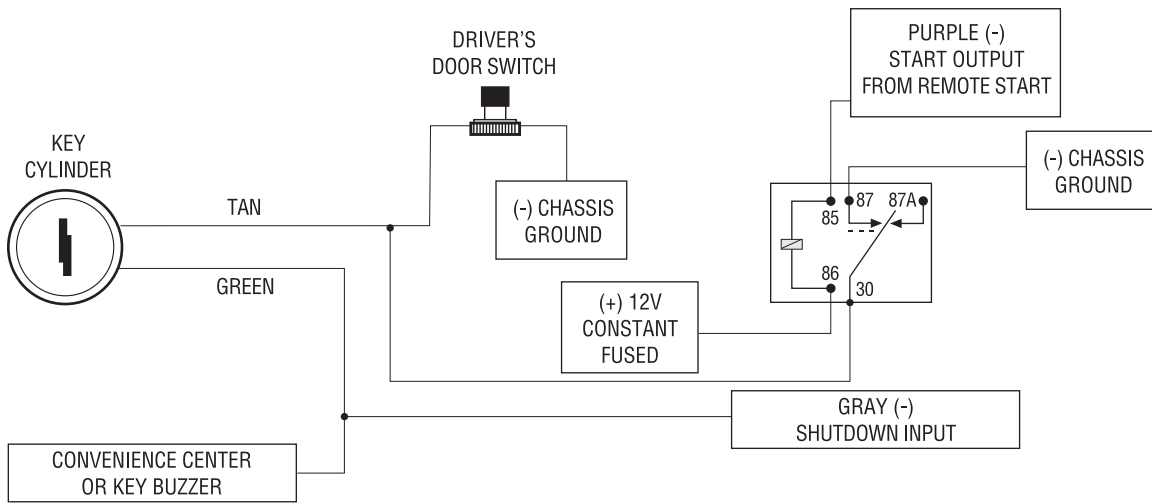 DRIVER'S
DOOR SWITCH
PURPLE (-)
START OUTPUT
FROM REMOTE START
KEY
CYLINDER
(-) CHASSIS
GROUND
TAN
(-) CHASSIS
GROUND
87
87A
85
GREEN
86
30
(+) 12V
CONSTANT
FUSED
GRAY (-)
SHUTDOWN INPUT
CONVENIENCE CENTER
OR KEY BUZZER